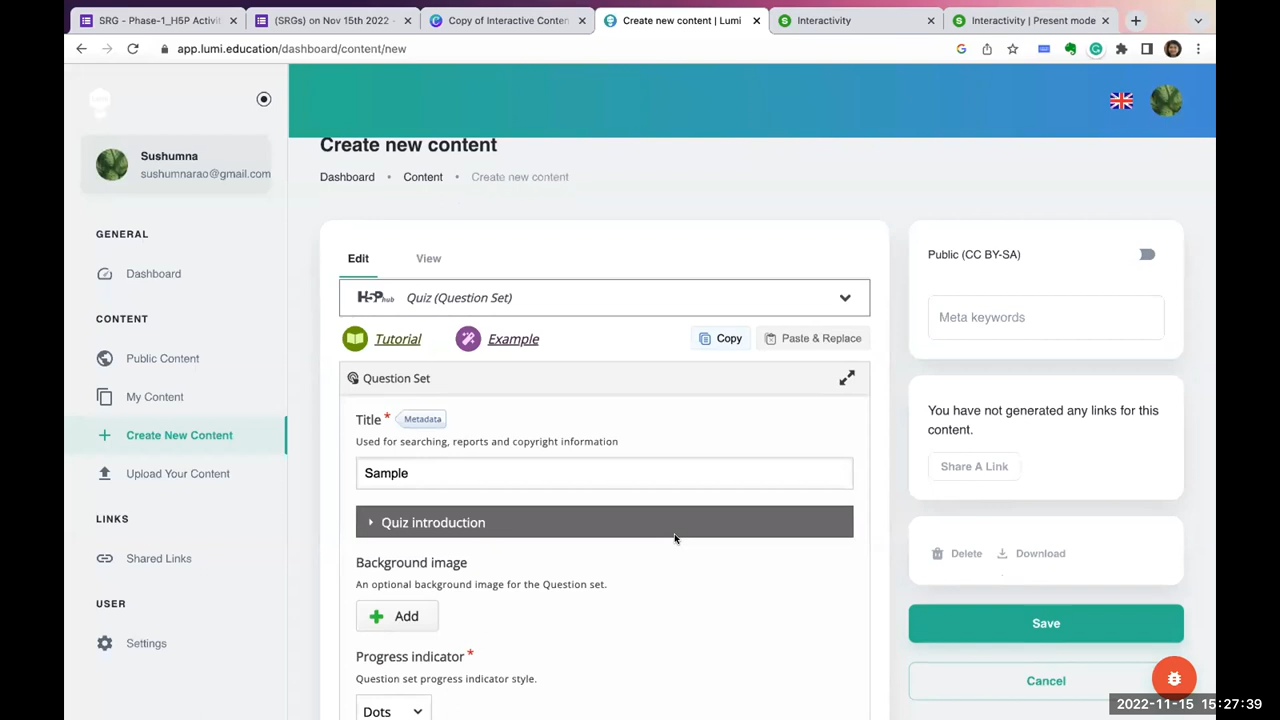 SRG - Phase-1_H5P Activi
(SRGs) on Nov 15th 2022 -
Copy of Interactive Conten
Create new content | Lumi
Interactivity
Interactivity | Present mode
app.lumi.education/dashboard/content/new
Sushumna
sushumnarao@gmail.com
GENERAL
Dashboard
CONTENT
Public Content
My Content
Create New Content
Upload Your Content
LINKS
Shared Links
USER
Settings
Create new content
Dashboard • Content • Create new content
Edit View
H5P hub Quiz (Question Set)
Tutorial Example Copy Paste & Replace
Question Set
Title * Metadata
Used for searching, reports and copyright information
Sample
Quiz introduction
Background image
An optional background image for the Question set.
Add
Progress indicator *
Question set progress indicator style.
Dots
Public (CC BY-SA)
Meta keywords
You have not generated any links for this
content.
Share A Link
Delete Download
Save
Cancel
2022-11-15 15:27:39